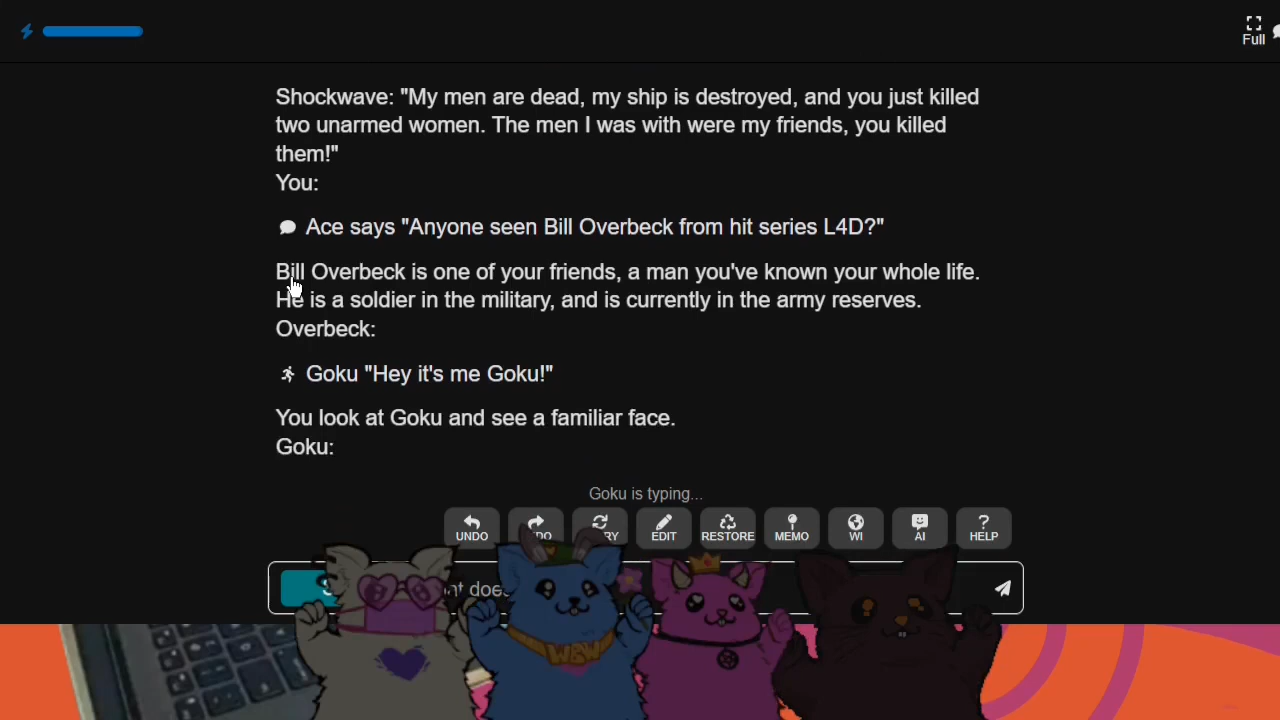 Full
Shockwave: "My men are dead, my ship is destroyed, and you just killed
two unarmed women. The men I was with were my friends, you killed
them!"
You:
Ace says "Anyone seen Bill Overbeck from hit series L4D?"
Bill Overbeck is one of your friends, a man you've known your whole life.
He is a soldier in the military, and is currently in the army reserves.
Overbeck:
Goku "Hey it's me Goku!"
You look at Goku and see a familiar face.
Goku:
Goku is typing...
UNDO
EDIT
RESTORE
MEMO
WI
AI
HELP
WBW